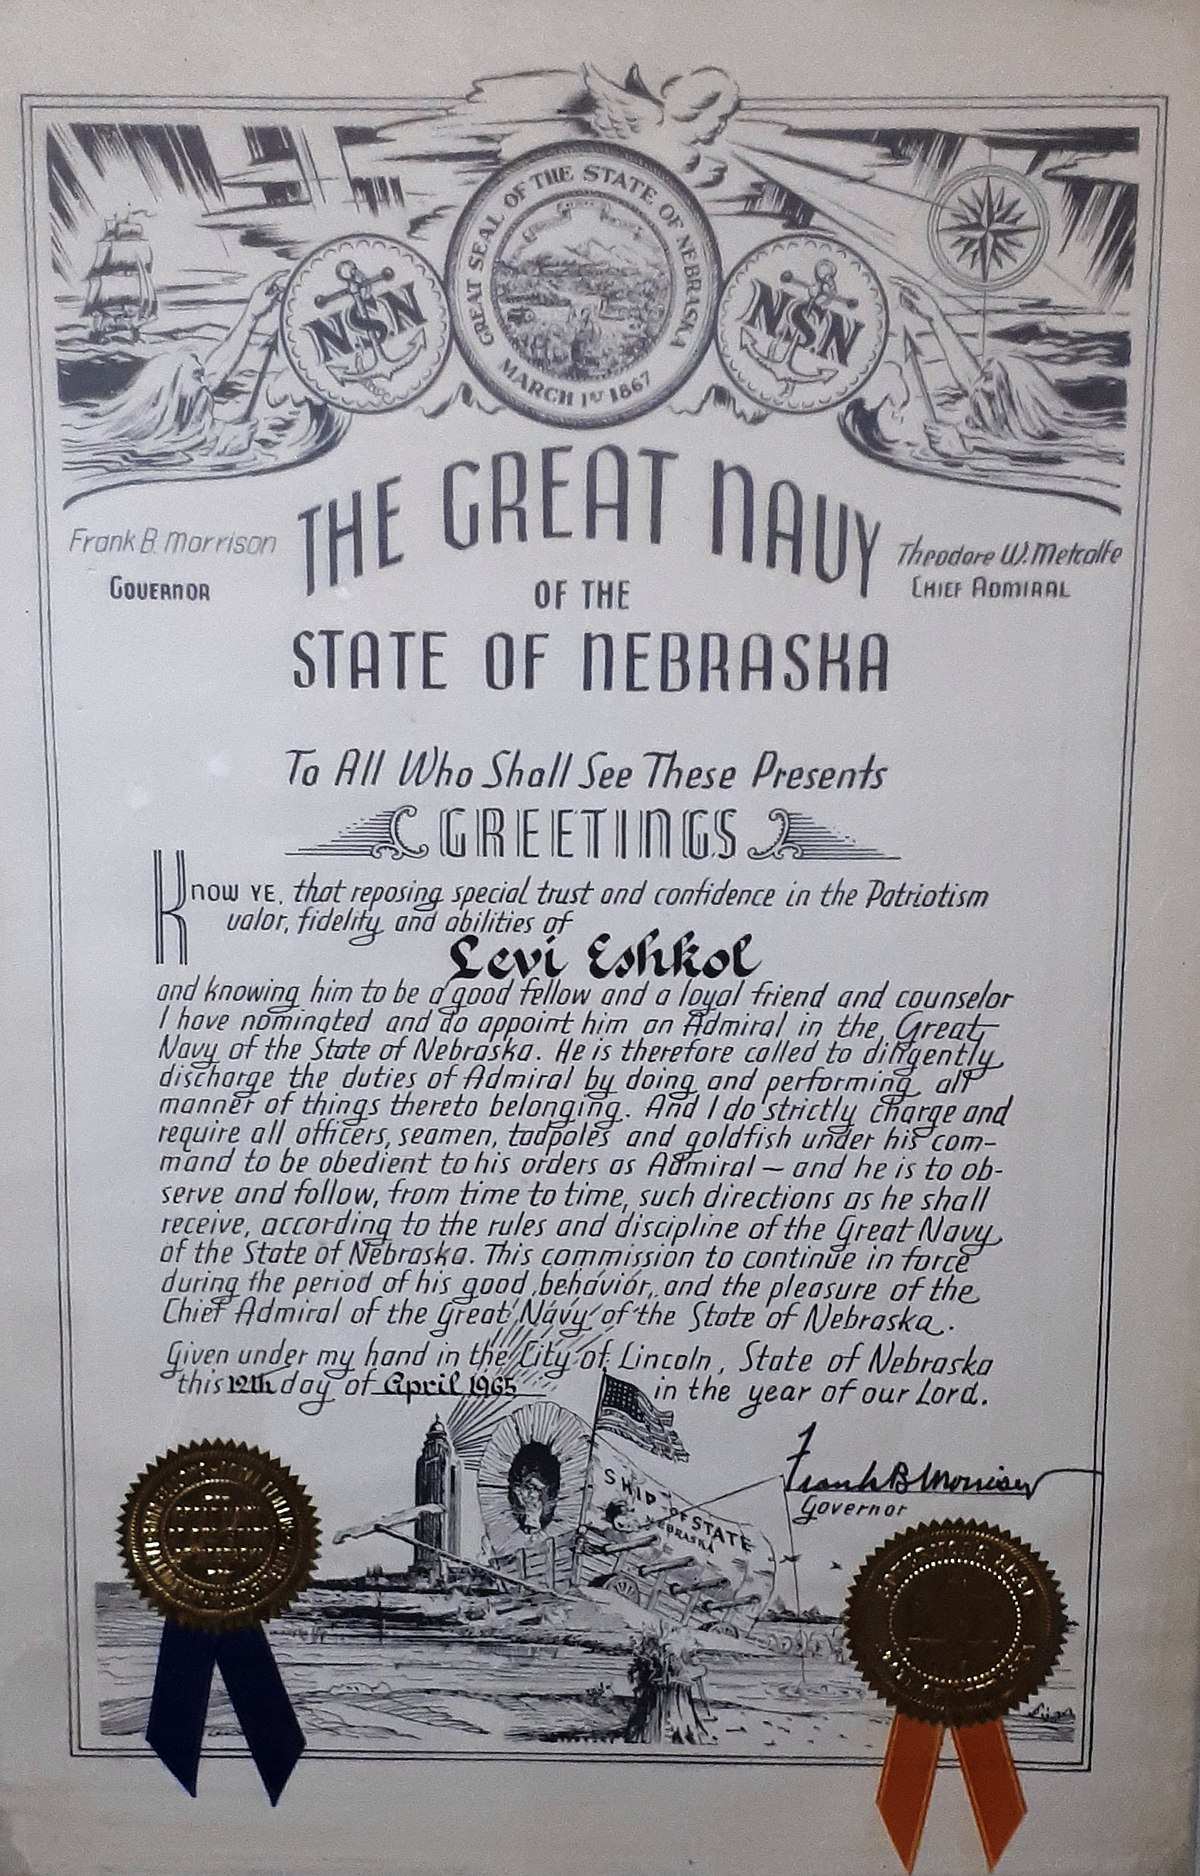 GREAT SEAL OF THE STATE OF NEBRASKA
MARCH 1ST 1867
NSN
NSN
THE GREAT NAVY
Frank B. Morrison
GOVERNOR
Theodore W. Metcalfe
CHIEF ADMIRAL
OF THE
STATE OF NEBRASKA
To All Who Shall See These Presents
GREETINGS
KNOW YE, that reposing special trust and confidence in the Patriotism
valor, fidelity and abilities of
Levi Eshkol
and knowing him to be a good fellow and a loyal friend and counselor
I have nominated and do appoint him an Admiral in the Great
Navy of the State of Nebraska. He is therefore called to diligently
discharge the duties of Admiral by doing and performing all
manner of things thereto belonging. And I do strictly charge and
require all officers, seamen, tadpoles and goldfish under his com-
mand to be obedient to his orders as Admiral — and he is to ob-
serve and follow, from time to time, such directions as he shall
receive, according to the rules and discipline of the Great Navy
of the State of Nebraska. This commission to continue in force
during the period of his good behavior, and the pleasure of the
Chief Admiral of the Great Navy of the State of Nebraska.
Given under my hand in the City of Lincoln, State of Nebraska
this 12th day of April 1965 in the year of our Lord.
Frank B Morrison
Governor
SHIP OF STATE
NEBRASKA